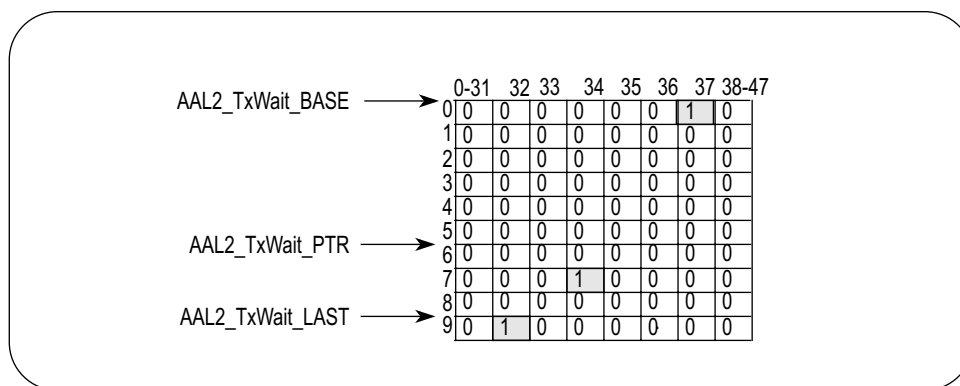 0-31 32 33 34 35 36 37 38-47
AAL2_TxWait_BASE 0 0 0 0 0 0 0 1 0
1 0 0 0 0 0 0 0 0
2 0 0 0 0 0 0 0 0
3 0 0 0 0 0 0 0 0
4 0 0 0 0 0 0 0 0
5 0 0 0 0 0 0 0 0
AAL2_TxWait_PTR 6 0 0 0 0 0 0 0 0
7 0 0 0 1 0 0 0 0
8 0 0 0 0 0 0 0 0
AAL2_TxWait_LAST 9 0 1 0 0 0 0 0 0